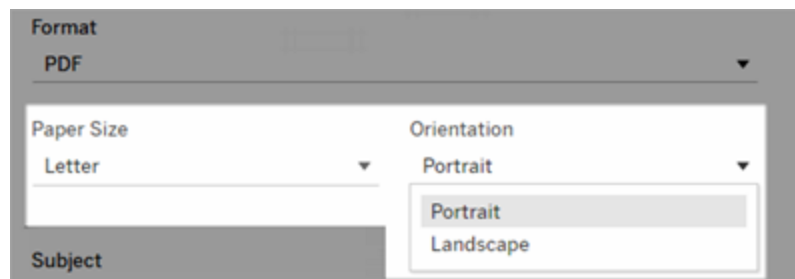 Format
PDF
Paper Size
Letter
Orientation
Portrait
Portrait
Landscape
Subject